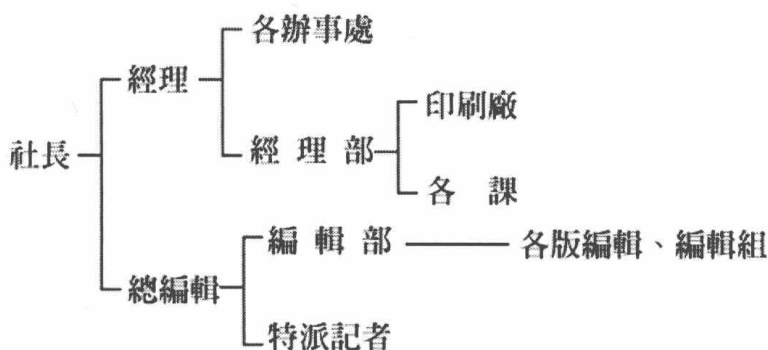 各辦事處
經理
印刷廠
經理部
社長
各課
編輯部
各版編輯、編輯組
總編輯
特派記者